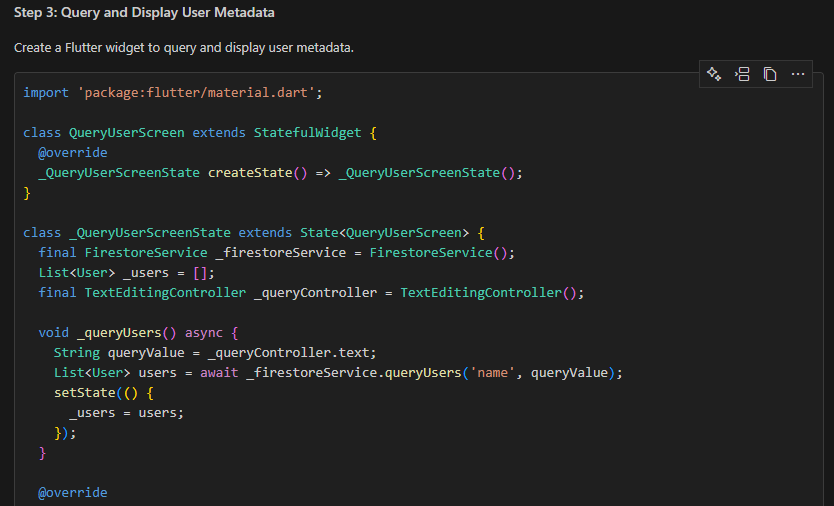 Step 3: Query and Display User Metadata
Create a Flutter widget to query and display user metadata.
import 'package:flutter/material.dart';
class QueryUserScreen extends StatefulWidget {
  @override
  _QueryUserScreenState createState() => _QueryUserScreenState();
}
class _QueryUserScreenState extends State<QueryUserScreen> {
  final FirestoreService _firestoreService = FirestoreService();
  List<User> _users = [];
  final TextEditingController _queryController = TextEditingController();
  void _queryUsers() async {
    String queryValue = _queryController.text;
    List<User> users = await _firestoreService.queryUsers('name', queryValue);
    setState(() {
      _users = users;
    });
  }
  @override